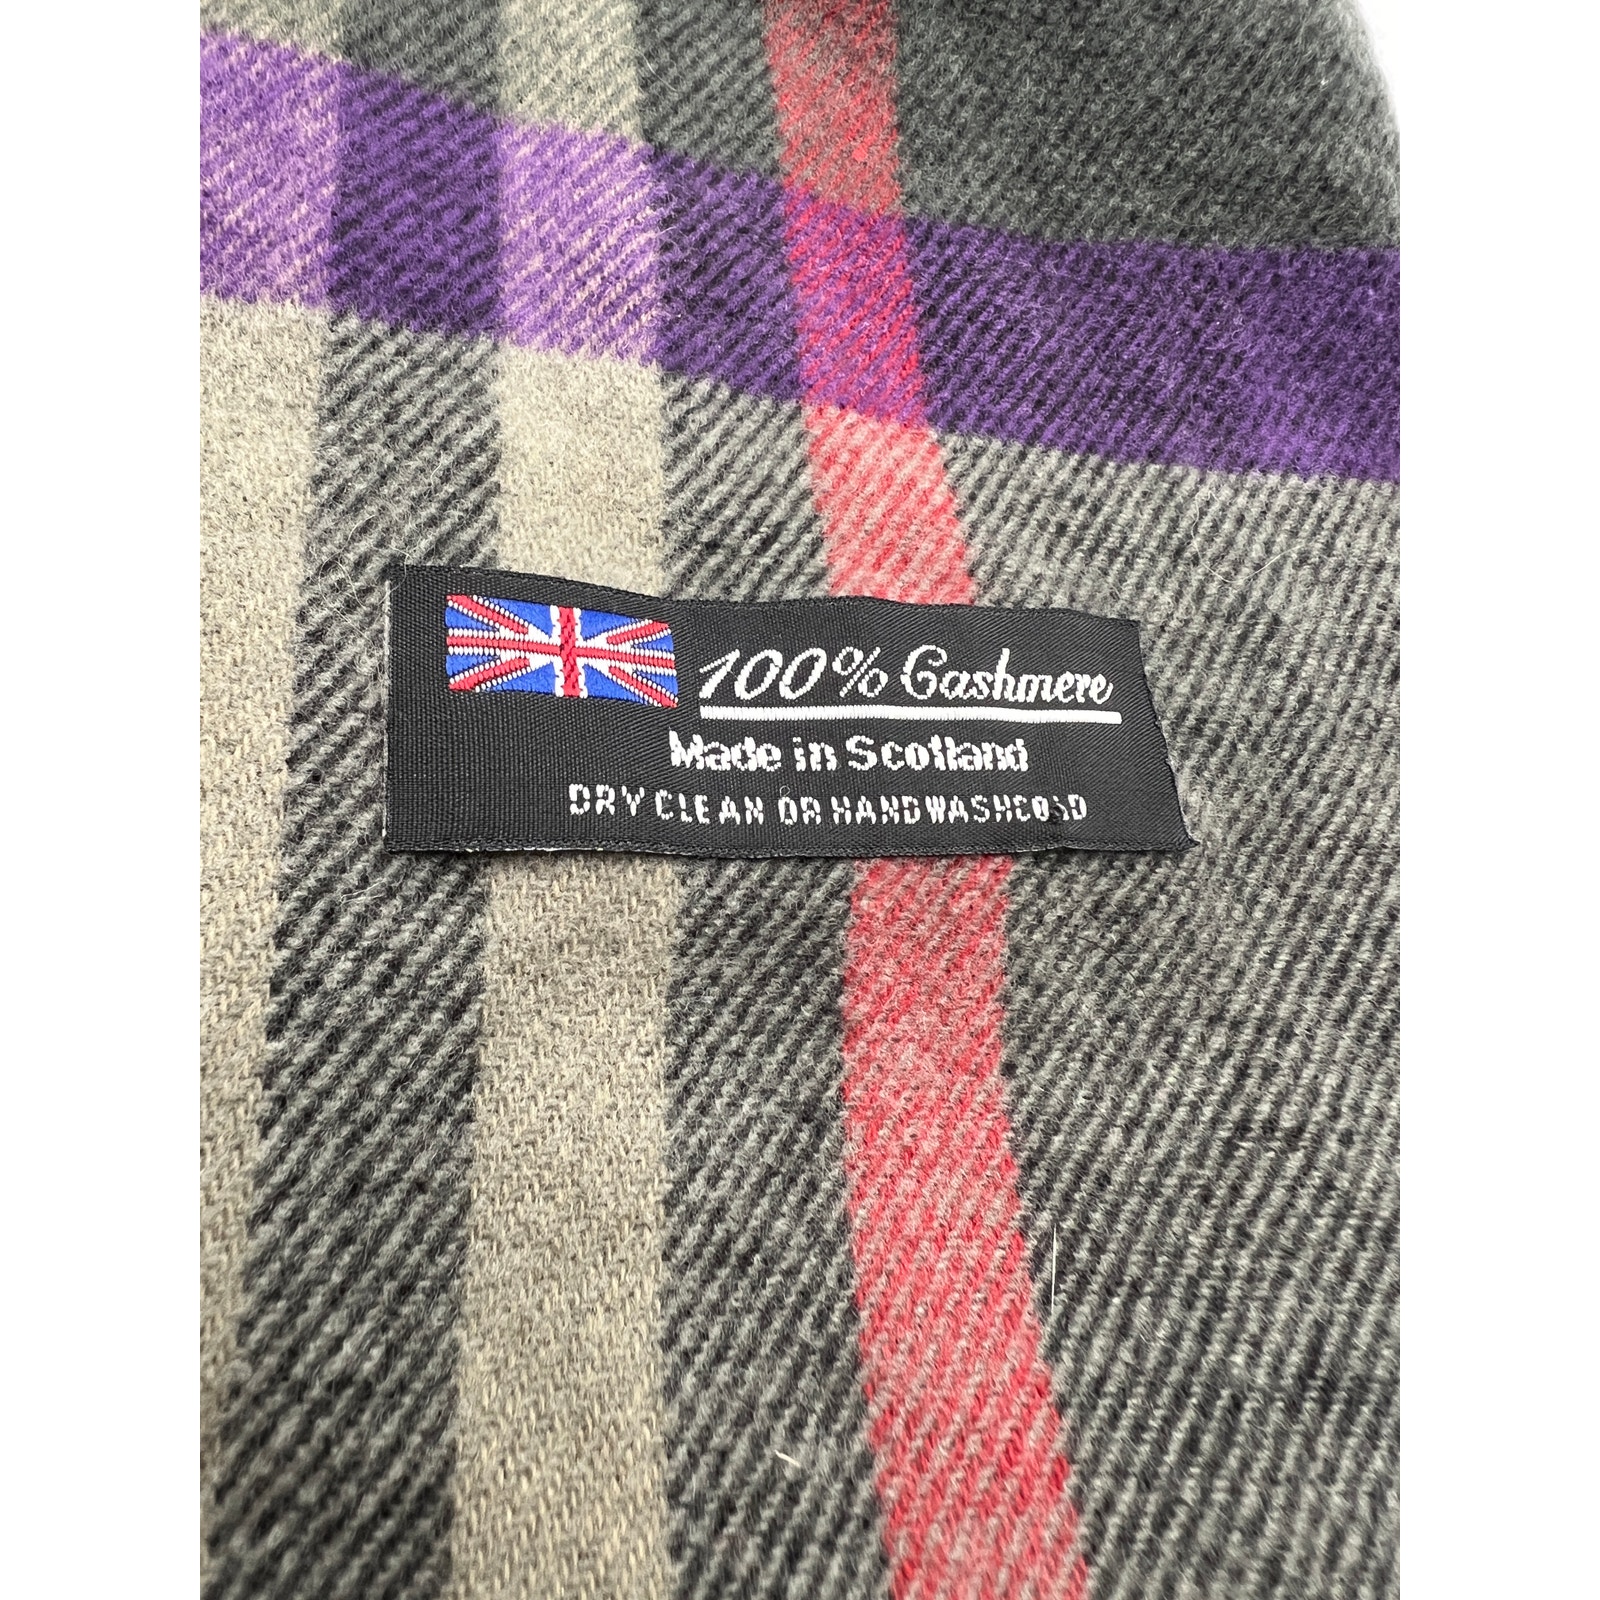 100% Cashmere
Made in Scotland
DRY CLEAN OR HANDWASHCOLD